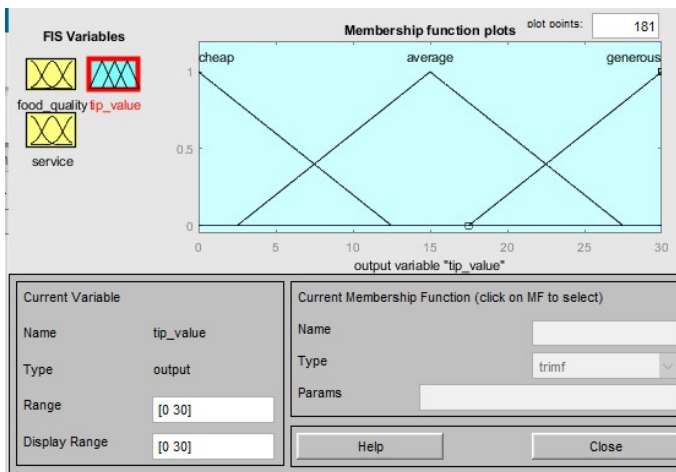 FIS Variables
Membership function plots
plot points:
181
food_quality
tip_value
service
cheap
average
generous
1
0.5
0
0
5
10
15
20
25
30
output variable "tip_value"
Current Variable
Name
tip_value
Type
output
Range
[0 30]
Display Range
[0 30]
Current Membership Function (click on MF to select)
Name
Type
trimf
Params
Help
Close